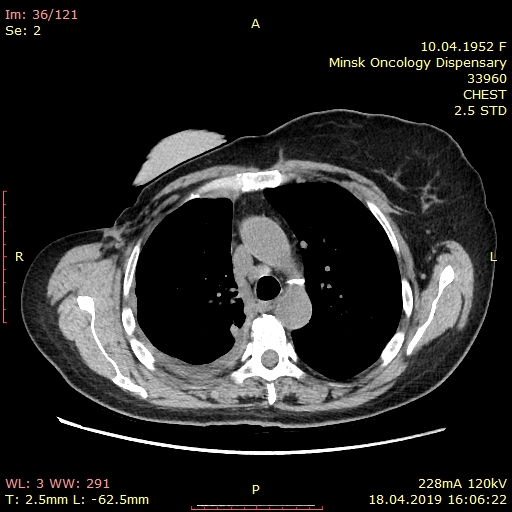 Im: 36/121
Se: 2
A
10.04.1952 F
Minsk Oncology Dispensary
33960
CHEST
2.5 STD
R
L
WL: 3 WW: 291
T: 2.5mm L: -62.5mm
P
228mA 120kV
18.04.2019 16:06:22